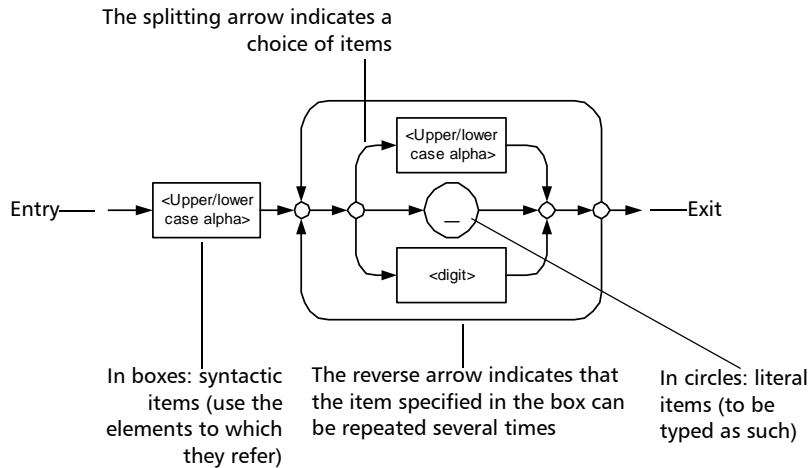 The splitting arrow indicates a
choice of items
<Upper/lower
case alpha>
Entry
<Upper/lower
case alpha>
_
Exit
<digit>
In boxes: syntactic
items (use the
elements to which
they refer)
The reverse arrow indicates that
the item specified in the box can
be repeated several times
In circles: literal
items (to be
typed as such)